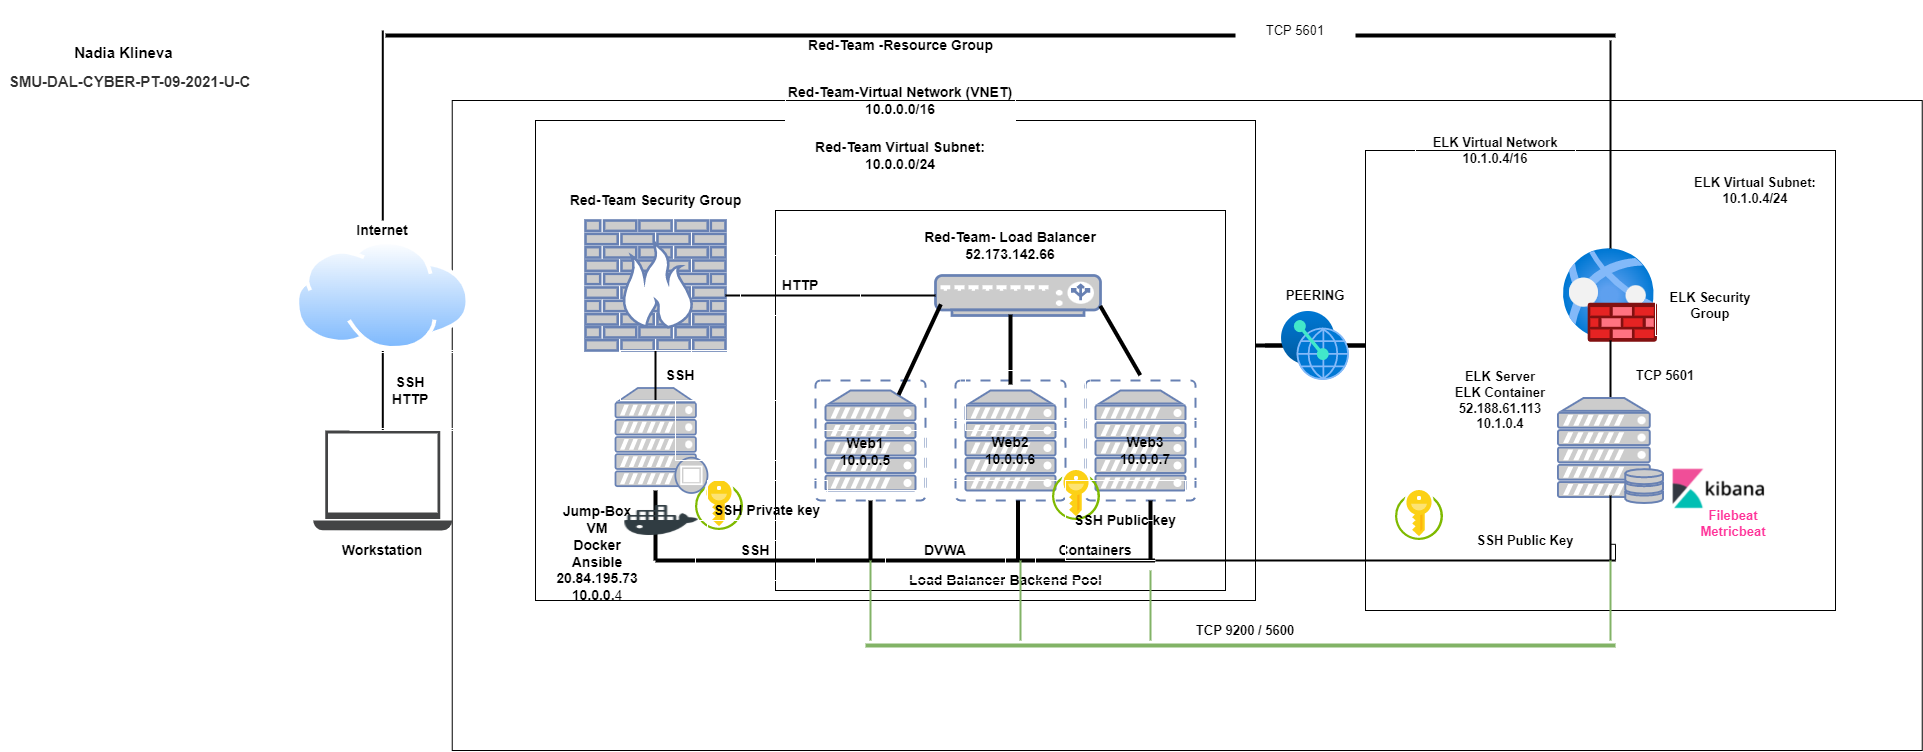 TCP 5601
Red-Team -Resource Group
Nadia Klineva
SMU-DAL-CYBER-PT-09-2021-U-C
Red-Team-Virtual Network (VNET)
10.0.0.0/16
Red-Team Virtual Subnet:
10.0.0.0/24
ELK Virtual Network
10.1.0.4/16
ELK Virtual Subnet:
10.1.0.4/24
Red-Team Security Group
Internet
Red-Team- Load Balancer
52.173.142.66
HTTP
PEERING
ELK Security
Group
SSH
HTTP
SSH
TCP 5601
ELK Server
ELK Container
52.188.61.113
10.1.0.4
Web1
10.0.0.5
Web2
10.0.0.6
Web3
10.0.0.7
kibana
Filebeat
Metricbeat
Jump-Box
VM
Docker
Ansible
20.84.195.73
10.0.0.4
SSH Private key
SSH Public key
SSH Public Key
Workstation
SSH
DVWA
Containers
Load Balancer Backend Pool
TCP 9200 / 5600